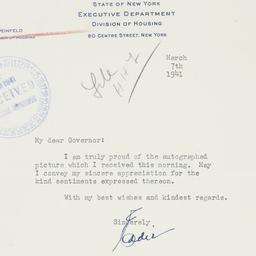 STATE OF NEW YORK
EXECUTIVE DEPARTMENT
DIVISION OF HOUSING
80 CENTRE STREET, NEW YORK
March
7th
1941
My dear Governor:
I am truly proud of the autographed
picture which I received this morning. May
I convey my sincere appreciation for the
kind sentiments expressed thereon.
With my best wishes and kindest regards.
Sincerely
Eddie